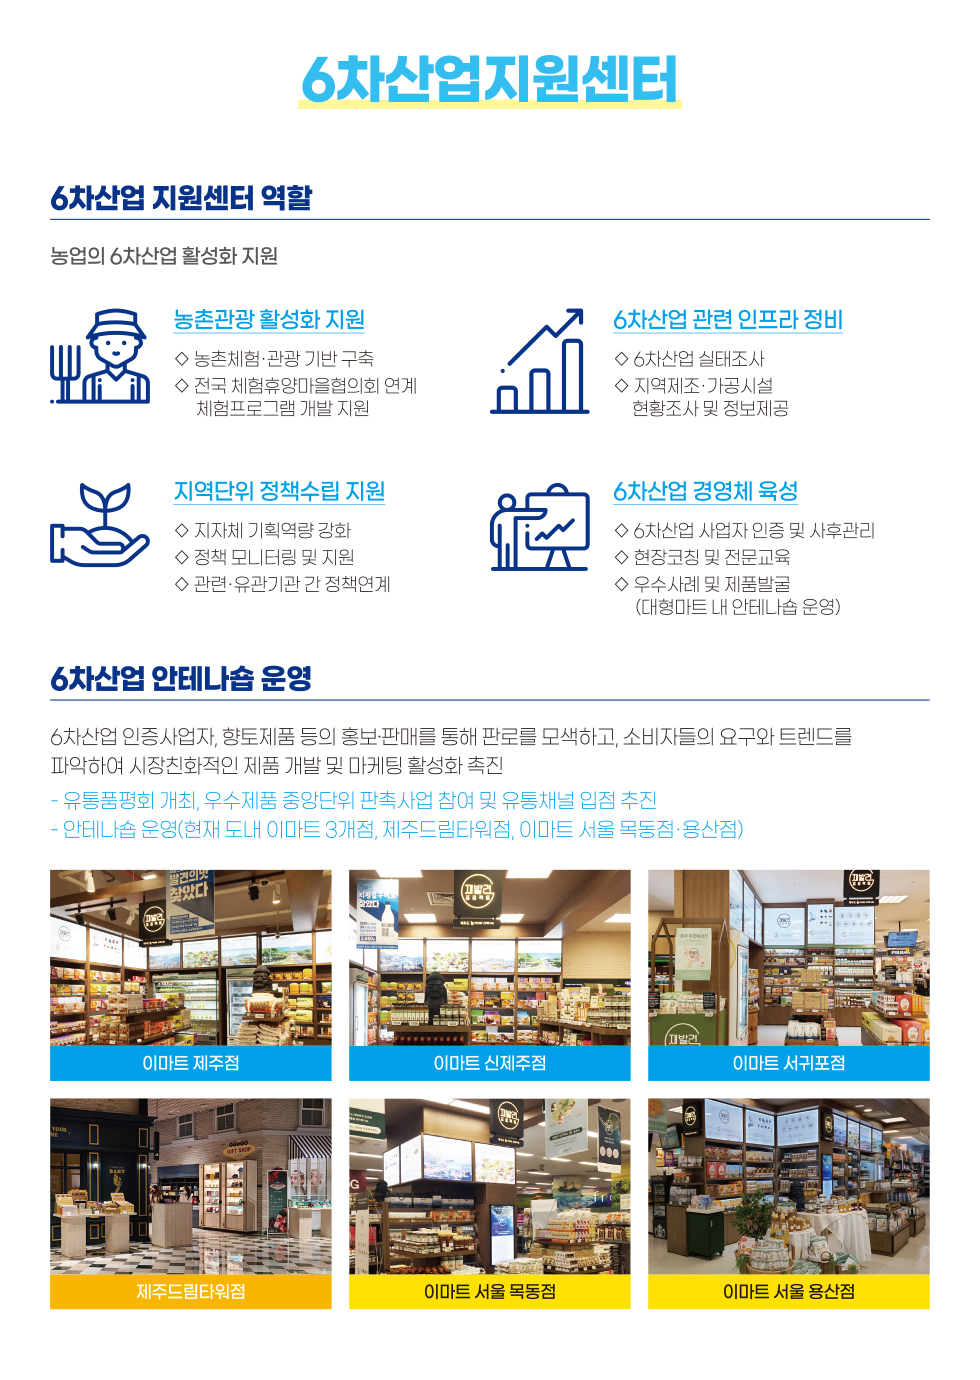 6차산업지원센터
6차산업 지원센터 역할
농업의 6차산업 활성화 지원
농촌관광 활성화 지원
◇ 농촌체험·관광 기반 구축
◇ 전국 체험휴양마을협의회 연계
체험프로그램 개발 지원
6차산업 관련 인프라 정비
◇ 6차산업 실태조사
◇ 지역제조·가공시설
현황조사 및 정보제공
지역단위 정책수립 지원
◇ 지자체 기획역량 강화
◇ 정책 모니터링 및 지원
◇ 관련·유관기관 간 정책연계
6차산업 경영체 육성
◇ 6차산업 사업자 인증 및 사후관리
◇ 현장코칭 및 전문교육
◇ 우수사례 및 제품발굴
(대형마트 내 안테나숍 운영)
6차산업 안테나숍 운영
6차산업 인증사업자, 향토제품 등의 홍보·판매를 통해 판로를 모색하고, 소비자들의 요구와 트렌드를
파악하여 시장친화적인 제품 개발 및 마케팅 활성화 촉진
- 유통품평회 개최, 우수제품 중앙단위 판촉사업 참여 및 유통채널 입점 추진
- 안테나숍 운영(현재 도내 이마트 3개점, 제주드림타워점, 이마트 서울 목동점·용산점)
발견의맛
찾았다
재발견
재발견
재발견
재발견
이마트 제주점
이마트 신제주점
이마트 서귀포점
GIFT SHOP
재발견
제주드림타워점
이마트 서울 목동점
이마트 서울 용산점